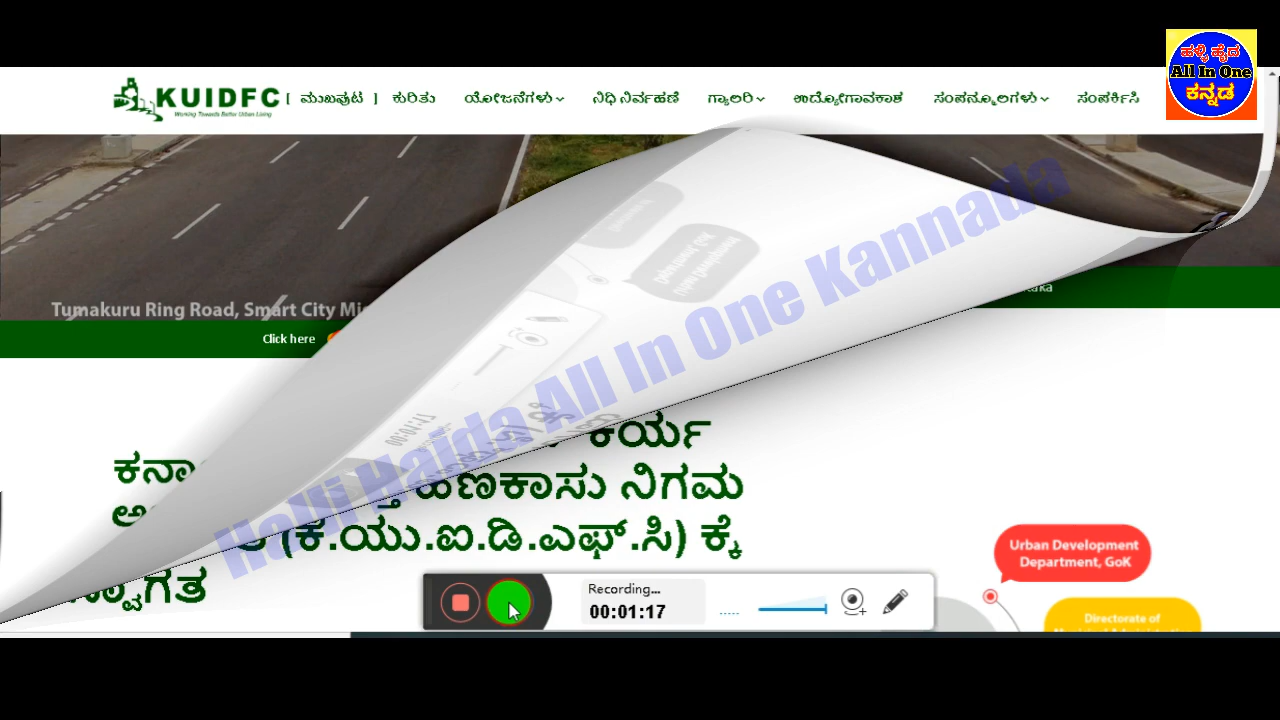 ಹಳ್ಳಿ ಹೈದ
All In One
ಕನ್ನಡ
KUIDFC
Working Towards Better Urban Living
[ ಮುಖಪುಟ ] ಕುರಿತು ಯೋಜನೆಗಳು ನಿಧಿ ನಿರ್ವಹಣೆ ಗ್ಯಾಲರಿ ಉದ್ಯೋಗಾವಕಾಶ ಸಂಪನ್ಮೂಲಗಳು ಸಂಪರ್ಕಿಸಿ
Tumakuru Ring Road, Smart City
Click here
Halli Haida All In One Kannada
(ಕೆ.ಯು.ಐ.ಡಿ.ಎಫ್.ಸಿ) ಕ್ಕೆ
ಹಣಕಾಸು ನಿಗಮ
Urban Development
Department, GoK
Directorate of
Recording...
00:01:17